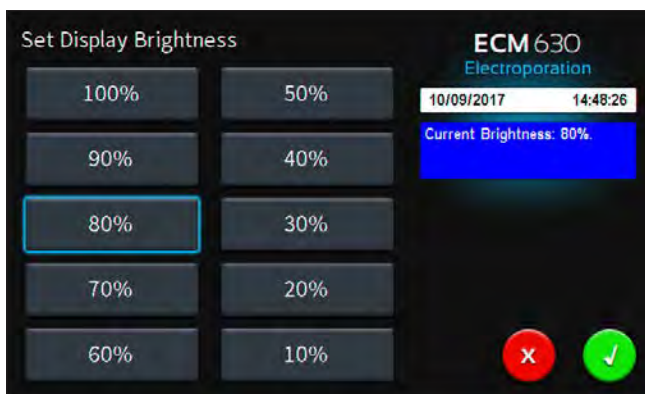 Set Display Brightness
100%
50%
90%
40%
80%
30%
70%
20%
60%
10%
ECM 630
Electroporation
10/09/2017 14:48:26
Current Brightness: 80%.
X